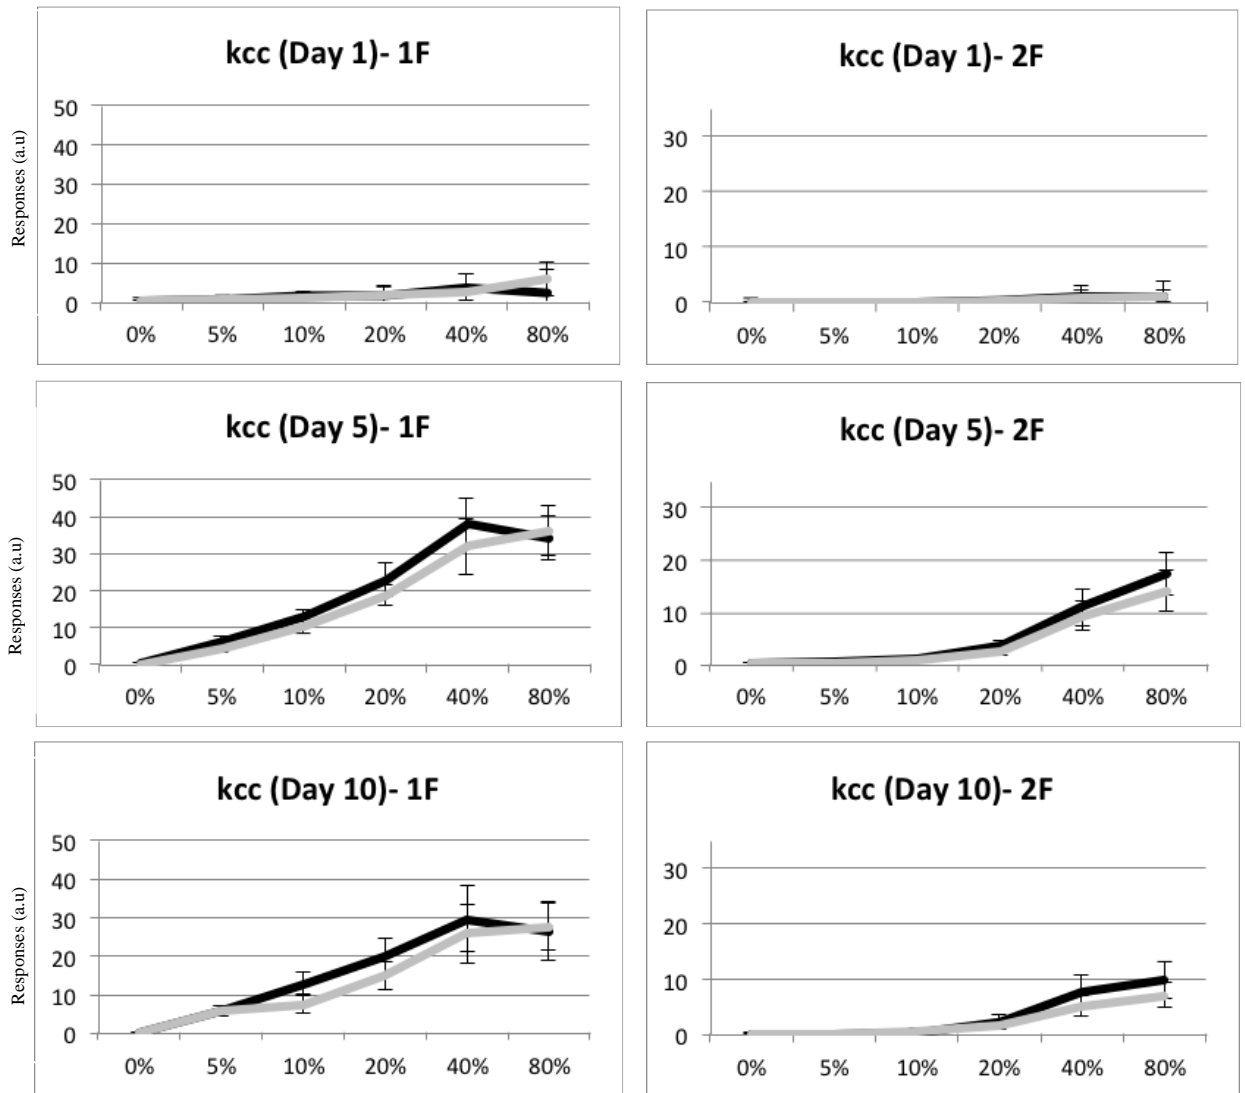 kcc (Day 1)- 1F
Responses (a.u)
50
40
30
20
10
0
0% 5% 10% 20% 40% 80%
kcc (Day 1)- 2F
30
20
10
0
0% 5% 10% 20% 40% 80%
kcc (Day 5)- 1F
Responses (a.u)
50
40
30
20
10
0
0% 5% 10% 20% 40% 80%
kcc (Day 5)- 2F
30
20
10
0
0% 5% 10% 20% 40% 80%
kcc (Day 10)- 1F
Responses (a.u)
50
40
30
20
10
0
0% 5% 10% 20% 40% 80%
kcc (Day 10)- 2F
30
20
10
0
0% 5% 10% 20% 40% 80%